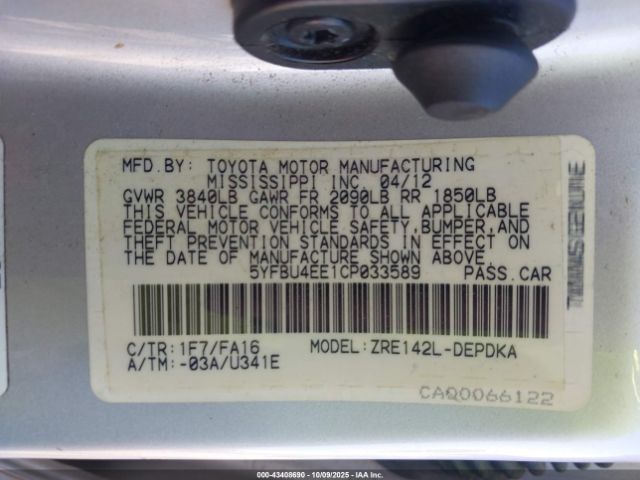 MFD.BY: TOYOTA MOTOR MANUFACTURING
MISSISSIPPI INC. 04/12
GVWR 3840LB GAWR FR 2090LB RR 1850LB
THIS VEHICLE CONFORMS TO ALL APPLICABLE
FEDERAL MOTOR VEHICLE SAFETY,BUMPER,AND
THEFT PREVENTION STANDARDS IN EFFECT ON
THE DATE OF MANUFACTURE SHOWN ABOVE.
5YFBU4EE1CP033589 PASS.CAR
C/TR:1F7/FA16 MODEL:ZRE142L-DEPDKA
A/TM:-03A/U341E
CAQ0066122
000-43408690 - 10/09/2025 - IAA Inc.